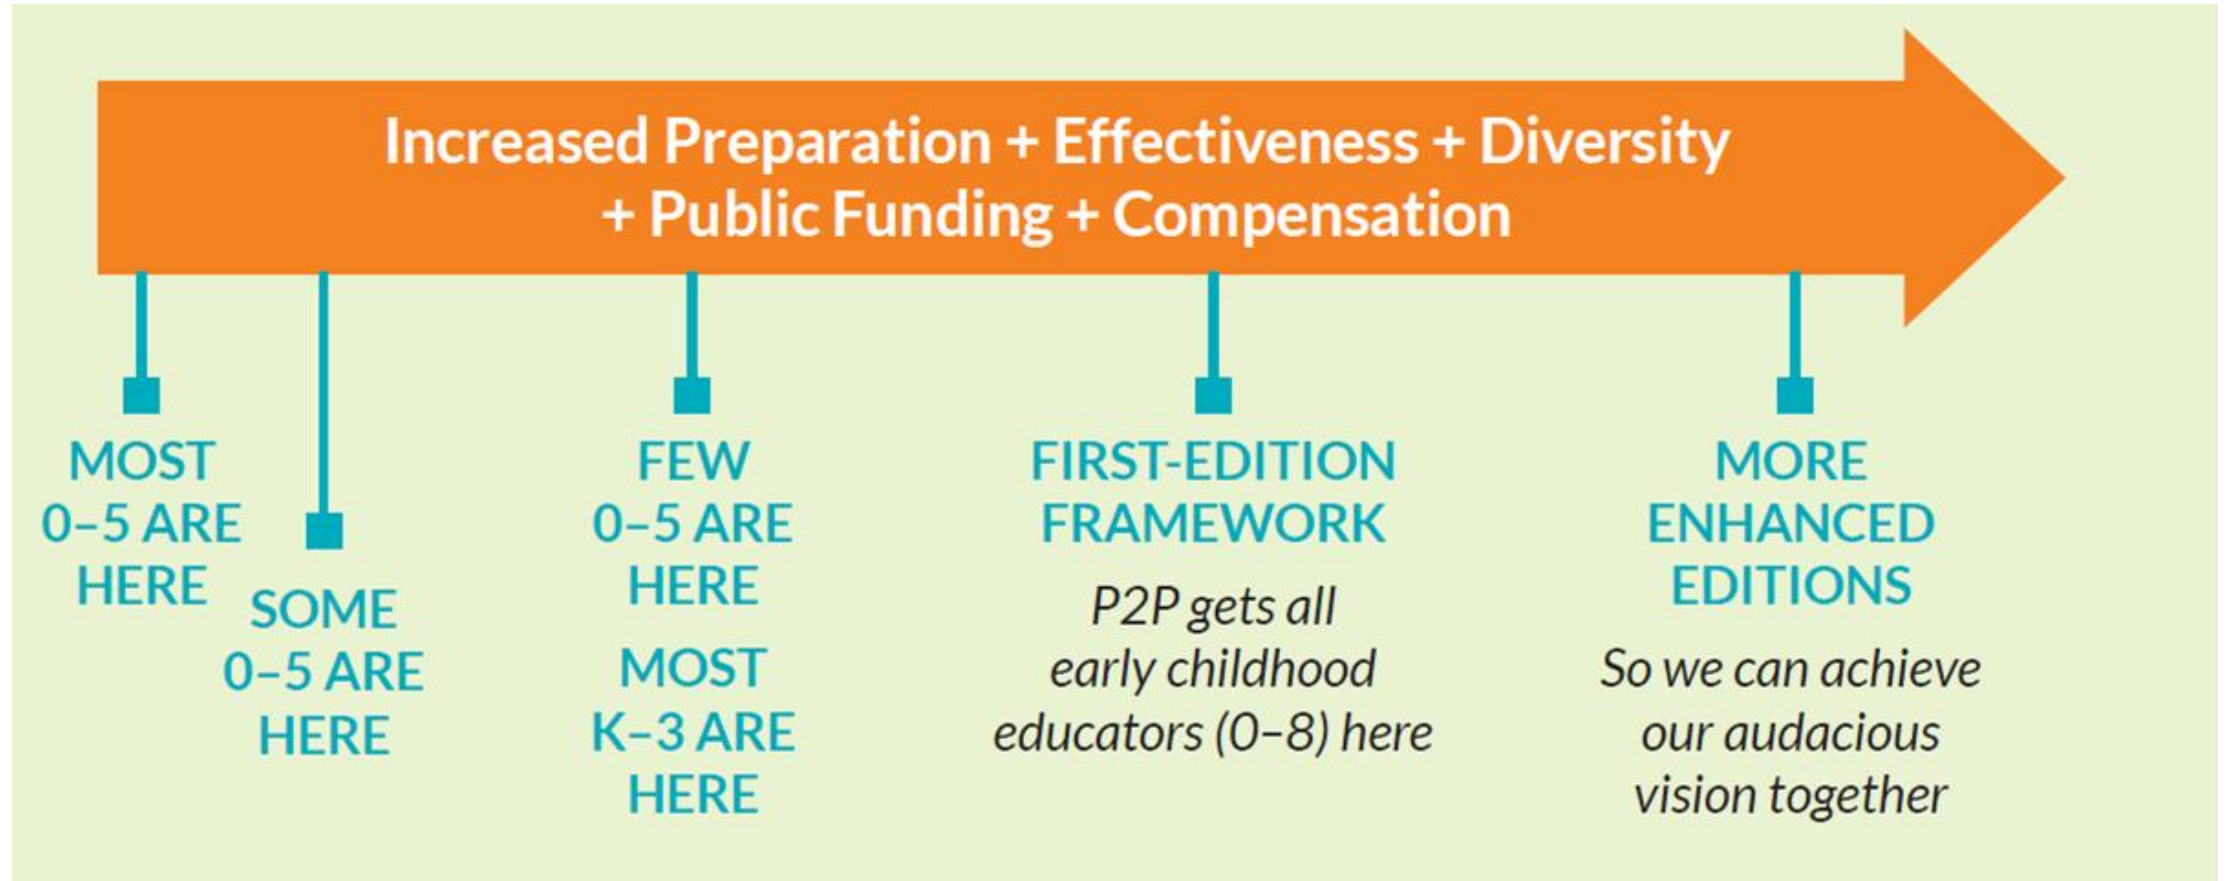 Increased Preparation + Effectiveness + Diversity
+ Public Funding + Compensation
MOST
0–5 ARE
HERE
SOME
0–5 ARE
HERE
FEW
0–5 ARE
HERE
MOST
K–3 ARE
HERE
FIRST-EDITION
FRAMEWORK
P2P gets all
early childhood
educators (0–8) here
MORE
ENHANCED
EDITIONS
So we can achieve
our audacious
vision together